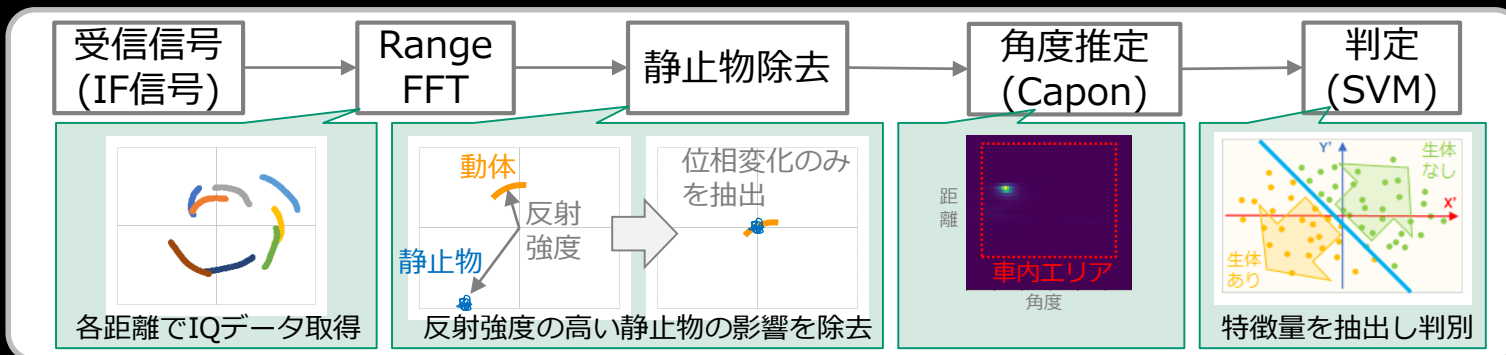 受信信号
(IF信号)
Range
FFT
静止物除去
角度推定
(Capon)
判定
(SVM)
各距離でIQデータ取得
動体
反射
強度
静止物
位相変化のみ
を抽出
反射強度の高い静止物の影響を除去
距
離
車内エリア
角度
Y'
生体
なし
X'
生体
あり
特徴量を抽出し判別